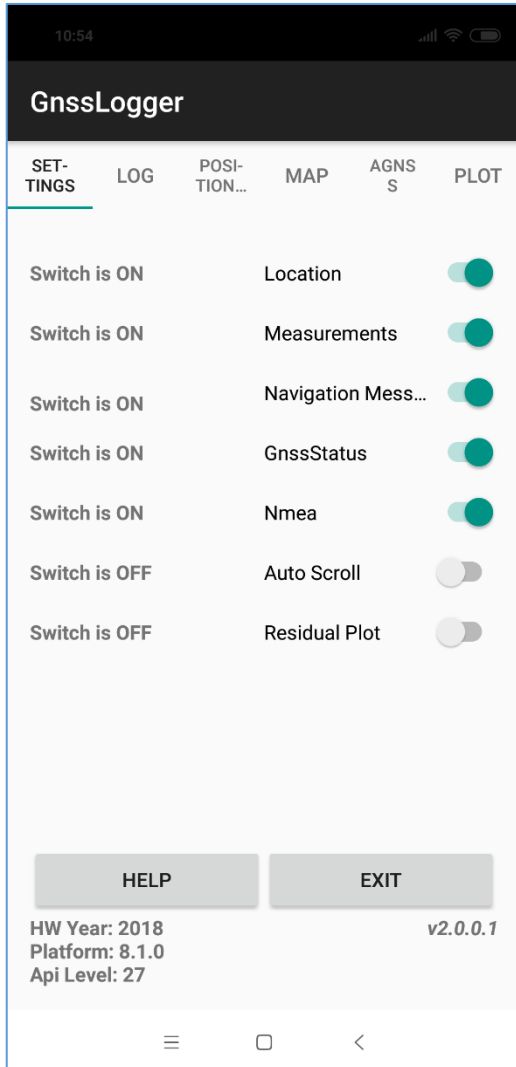 10:54
GnssLogger
SET-
TINGS
LOG
POSI-
TION...
MAP
AGNS
S
PLOT
Switch is ON Location
Switch is ON Measurements
Switch is ON Navigation Mess...
Switch is ON GnssStatus
Switch is ON Nmea
Switch is OFF Auto Scroll
Switch is OFF Residual Plot
HELP EXIT
HW Year: 2018 v2.0.0.1
Platform: 8.1.0
Api Level: 27